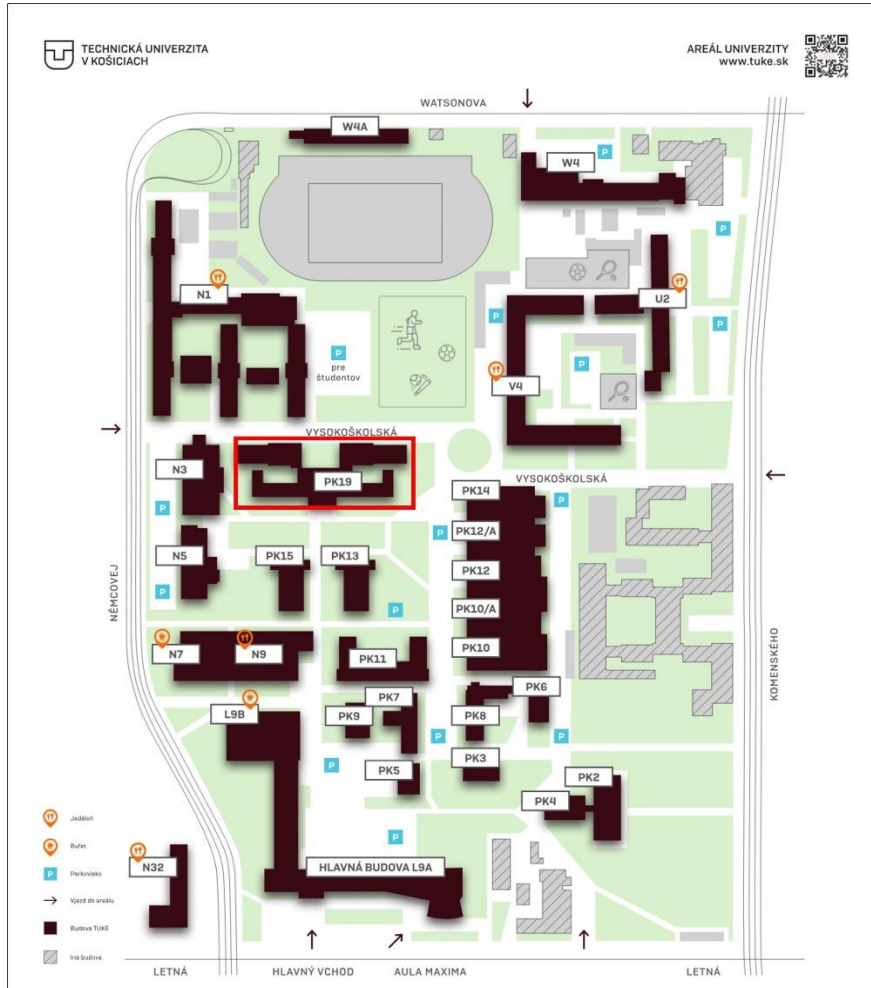 TECHNICKÁ UNIVERZITA
V KOŠICIACH
AREÁL UNIVERZITY
www.tuke.sk
WATSONOVA
W4A
P
W4
P
N1
U2
P
P
P
pre
študentov
V4
P
VYSOKOŠKOLSKÁ
N3
PK19
VYSOKOŠKOLSKÁ
PK14
P
P
PK12/A
P
N5
PK15
PK13
PK12
NĚMCOVEJ
P
P
PK10/A
N7
N9
PK11
PK10
KOMENSKÉHO
PK6
PK7
L9B
PK9
PK8
P
P
PK3
P
PK5
PK2
PK4
Jedáleň
Bufet
P
N32
HLAVNÁ BUDOVA L9A
P Parkovisko
Vjazd do areálu
Budova TUKE
Iná budova
LETNÁ
HLAVNÝ VCHOD
AULA MAXIMA
LETNÁ